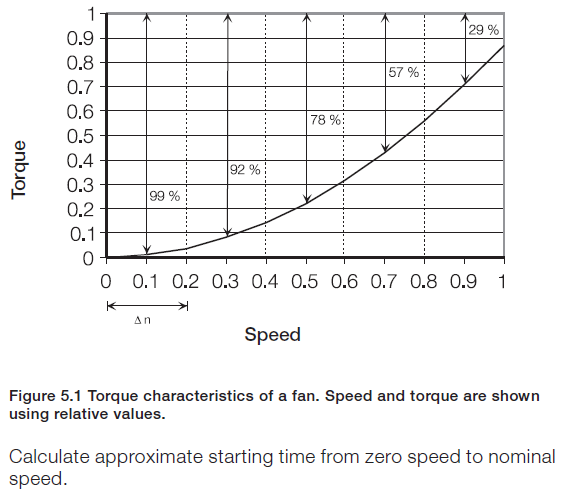 1
0.9
0.8
0.7
0.6
0.5
0.4
0.3
0.2
0.1
0
Torque
99 %
92 %
78 %
57 %
29 %
0 0.1 0.2 0.3 0.4 0.5 0.6 0.7 0.8 0.9 1
Δn
Speed
Figure 5.1 Torque characteristics of a fan. Speed and torque are shown
using relative values.
Calculate approximate starting time from zero speed to nominal
speed.